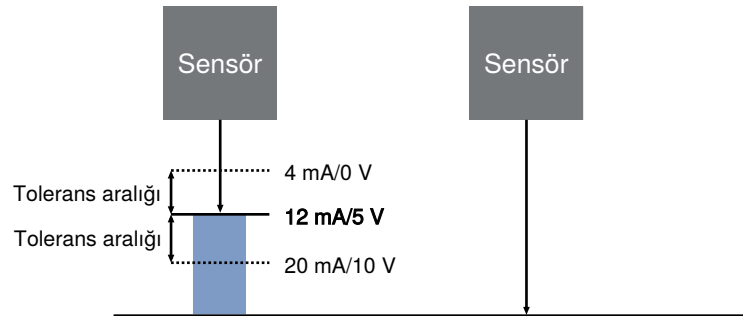 Sensör
Sensör
4 mA/0 V
Tolerans aralığı
12 mA/5 V
Tolerans aralığı
20 mA/10 V